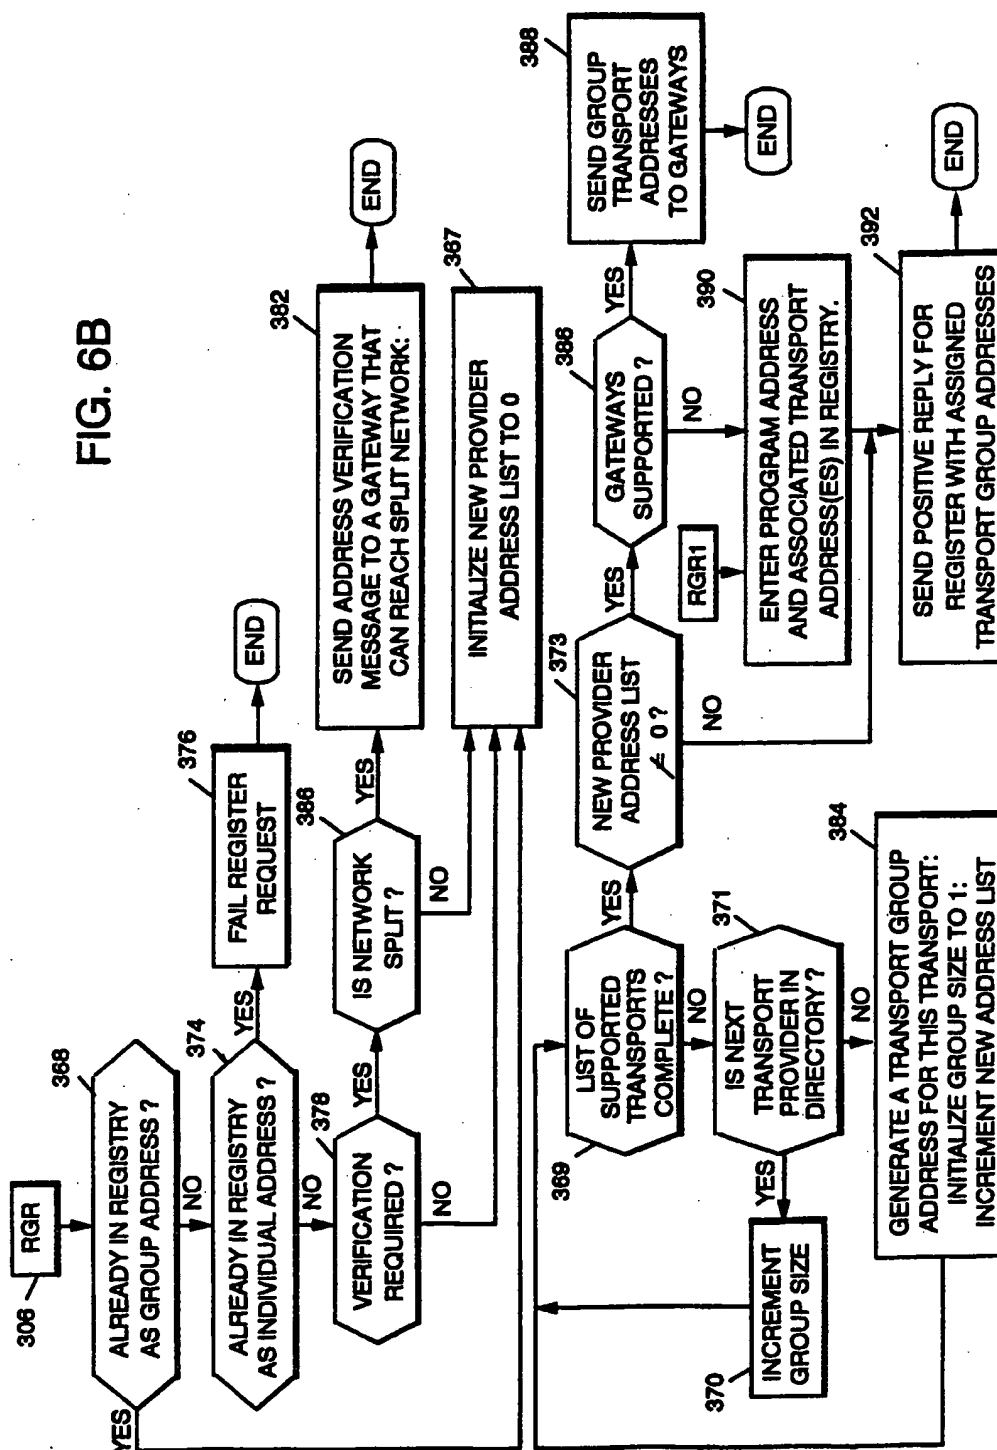 FIG. 6B
306
RGR
368
ALREADY IN REGISTRY
AS GROUP ADDRESS ?
YES
NO
374
ALREADY IN REGISTRY
AS INDIVIDUAL ADDRESS ?
YES
376
FAIL REGISTER
REQUEST
END
NO
378
VERIFICATION
REQUIRED ?
YES
NO
386
IS NETWORK
SPLIT ?
YES
NO
382
SEND ADDRESS VERIFICATION
MESSAGE TO A GATEWAY THAT
CAN REACH SPLIT NETWORK:
END
367
INITIALIZE NEW PROVIDER
ADDRESS LIST TO 0
369
LIST OF
SUPPORTED
TRANSPORTS
COMPLETE ?
YES
NO
373
NEW PROVIDER
ADDRESS LIST
≠ 0 ?
YES
NO
386
GATEWAYS
SUPPORTED ?
YES
NO
388
SEND GROUP
TRANSPORT
ADDRESSES
TO GATEWAYS
END
371
IS NEXT
TRANSPORT
PROVIDER IN
DIRECTORY ?
YES
NO
370
INCREMENT
GROUP SIZE
RGR1
390
ENTER PROGRAM ADDRESS
AND ASSOCIATED TRANSPORT
ADDRESS(ES) IN REGISTRY.
384
GENERATE A TRANSPORT GROUP
ADDRESS FOR THIS TRANSPORT:
INITIALIZE GROUP SIZE TO 1:
INCREMENT NEW ADDRESS LIST
392
SEND POSITIVE REPLY FOR
REGISTER WITH ASSIGNED
TRANSPORT GROUP ADDRESSES
END